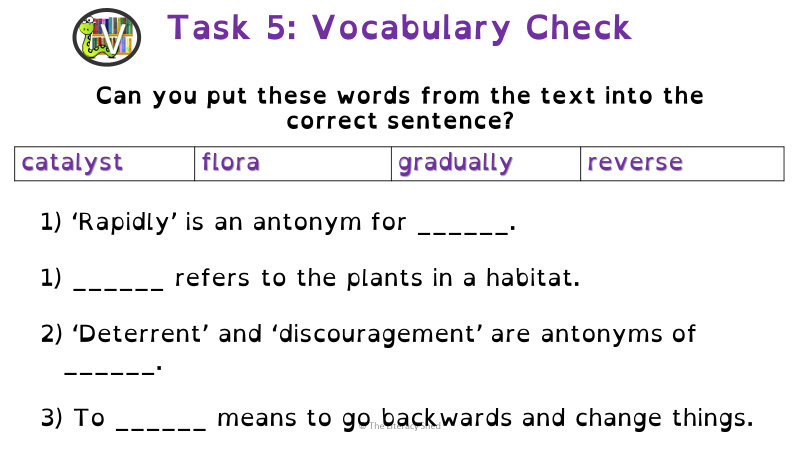 Task 5: Vocabulary Check
Can you put these words from the text into the
correct sentence?
catalyst flora gradually reverse
1) ‘Rapidly’ is an antonym for ______.
1) ______ refers to the plants in a habitat.
2) ‘Deterrent’ and ‘discouragement’ are antonyms of
______.
3) To ______ means to go backwards and change things.
© The Literacy Shed